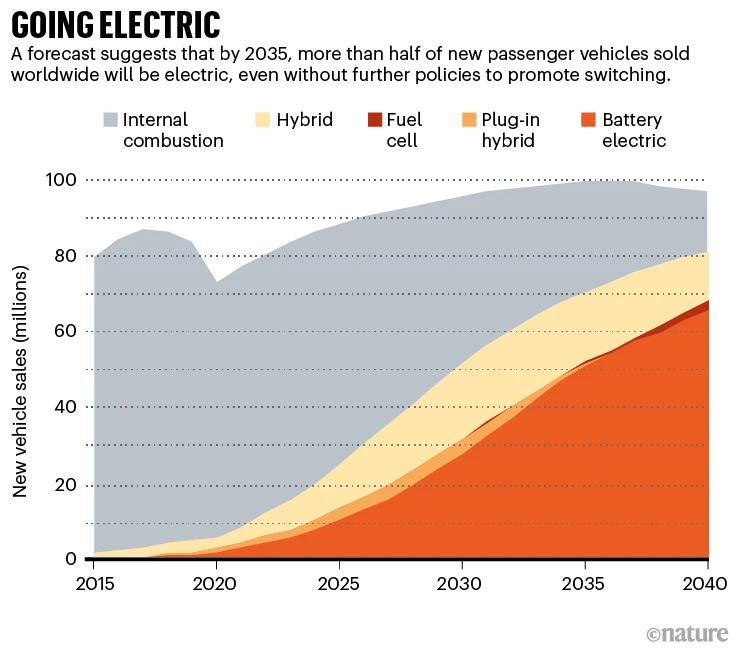 GOING ELECTRIC
A forecast suggests that by 2035, more than half of new passenger vehicles sold
worldwide will be electric, even without further policies to promote switching.
Internal
combustion
Hybrid
Fuel
cell
Plug-in
hybrid
Battery
electric
New vehicle sales (millions)
100
80
60
40
20
0
2015
2020
2025
2030
2035
2040
©nature